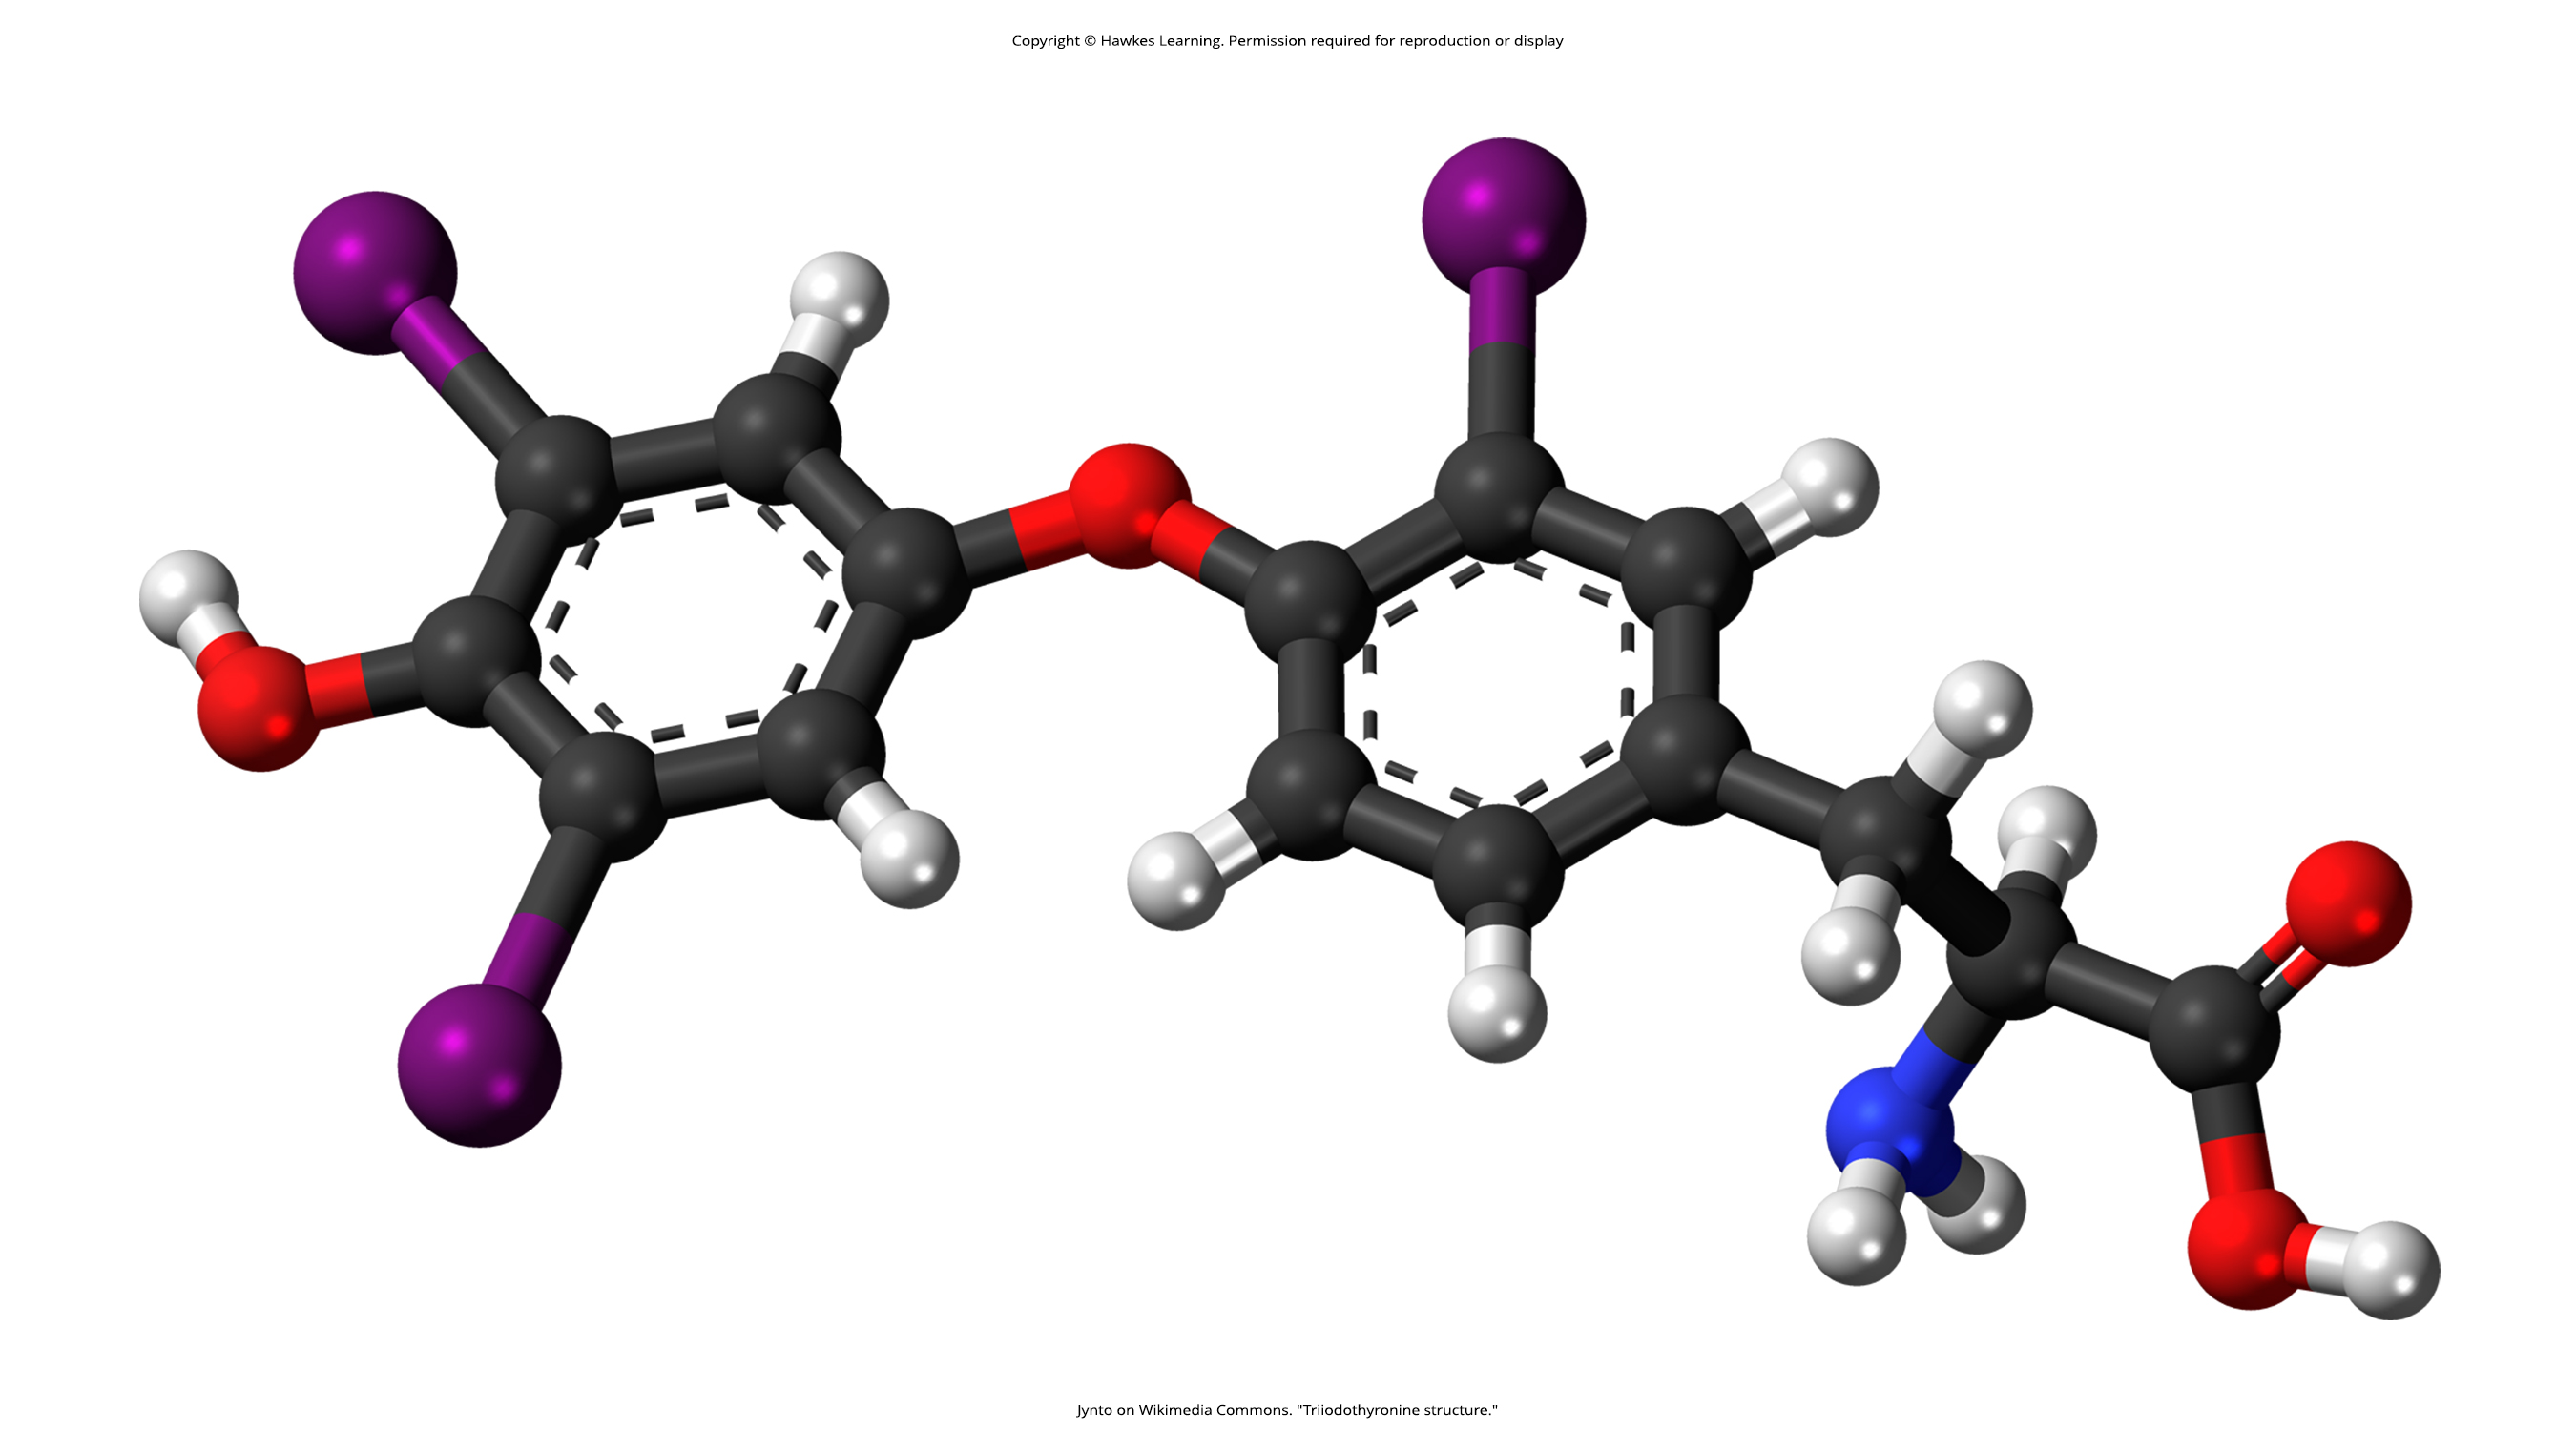 Copyright © Hawkes Learning. Permission required for reproduction or display
Jynto on Wikimedia Commons. "Triiodothyronine structure."